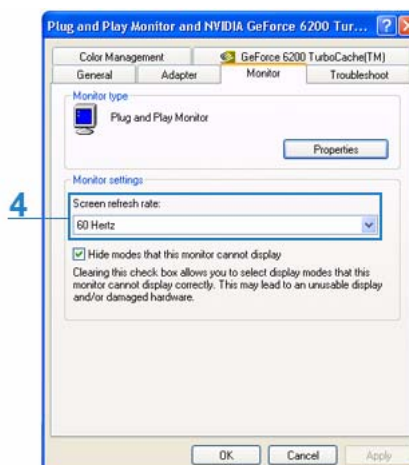 Plug and Play Monitor and NVIDIA GeForce 6200 Tur...
Color Management
GeForce 6200 TurboCache(TM)
General
Adapter
Monitor
Troubleshoot
Monitor type
Plug and Play Monitor
Properties
Monitor settings
4
Screen refresh rate:
60 Hertz
Hide modes that this monitor cannot display
Clearing this check box allows you to select display modes that this
monitor cannot display correctly. This may lead to an unusable display
and/or damaged hardware.
OK
Cancel
Apply